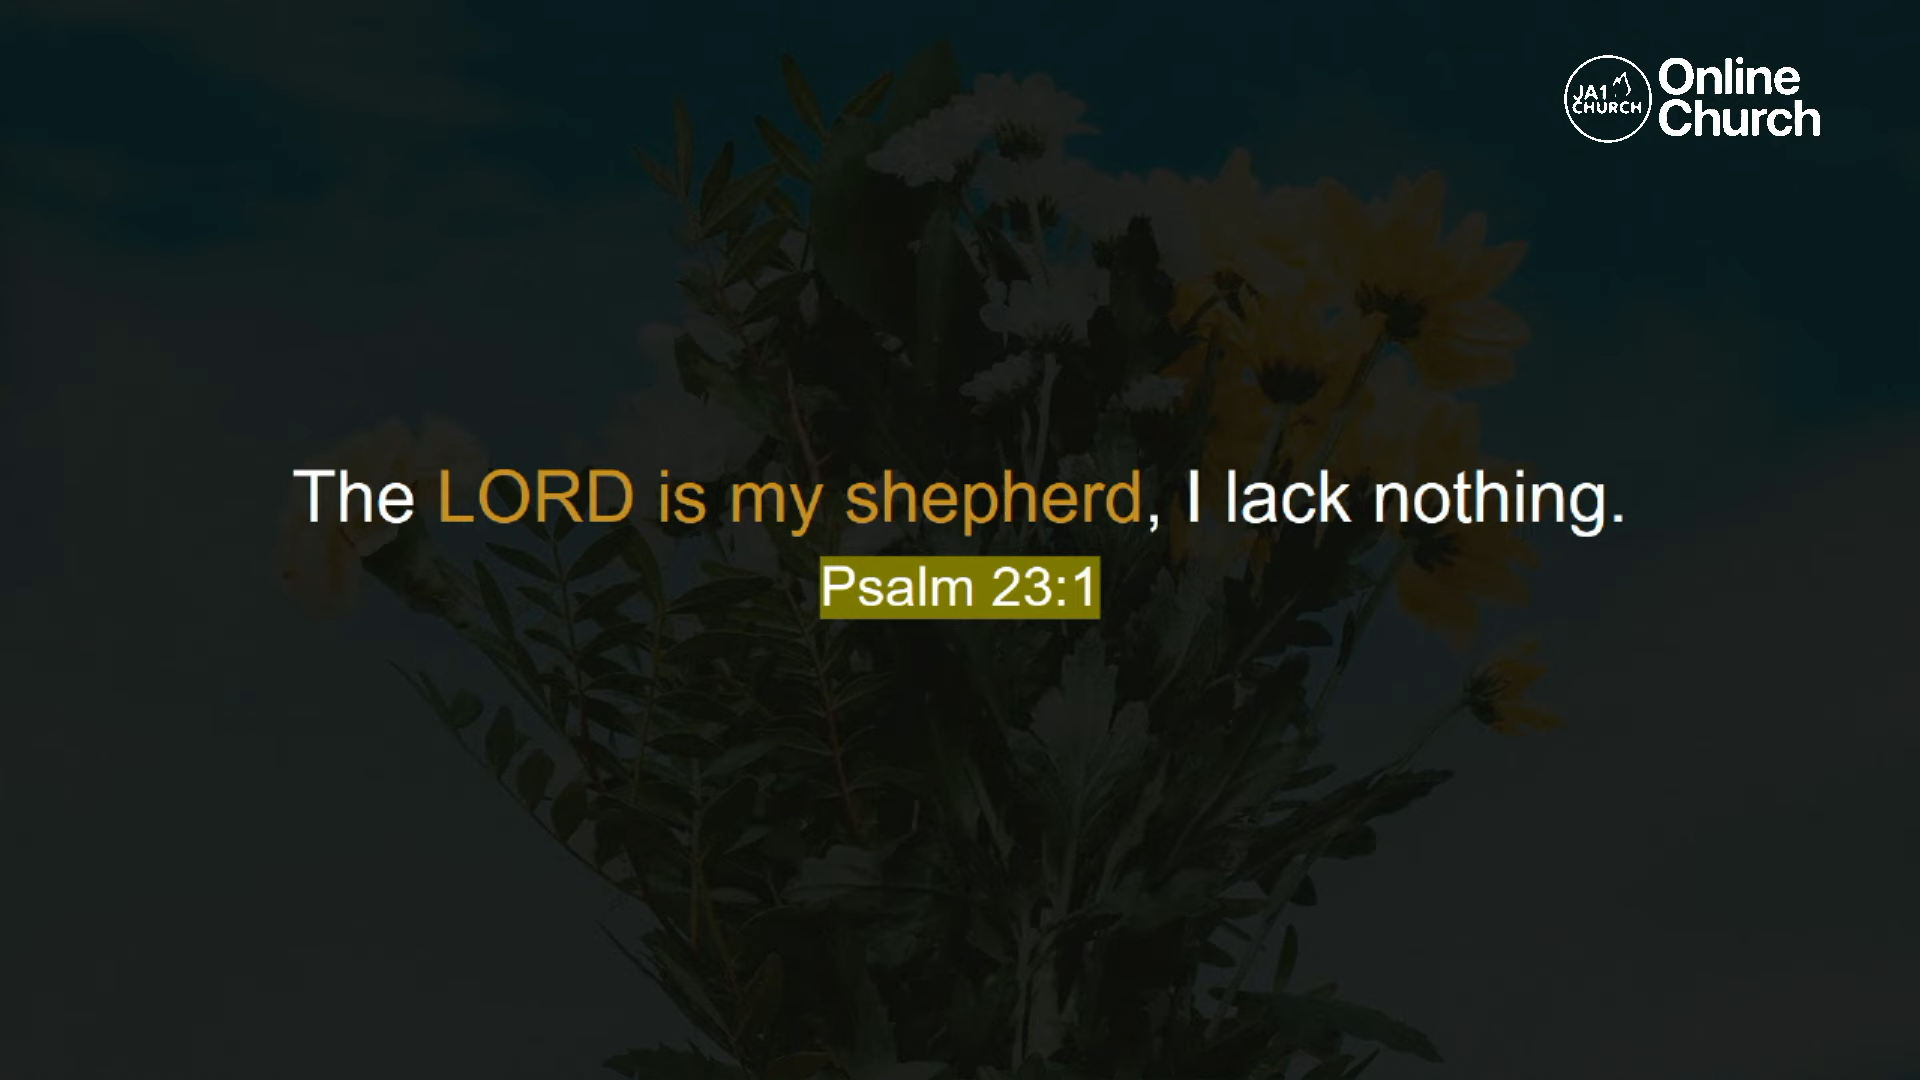 JA1
CHURCH
Online
Church
The LORD is my shepherd, I lack nothing.
Psalm 23:1